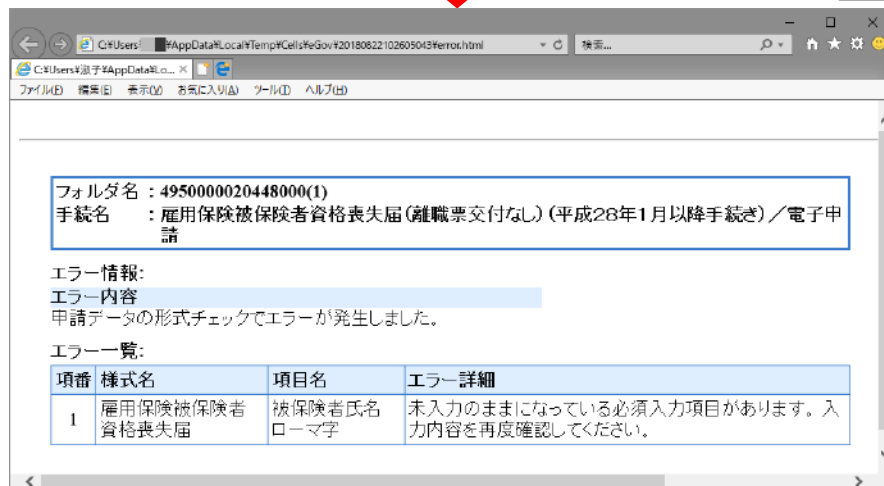 C:¥Users¥ ¥AppData¥Local¥Temp¥Cells¥eGov¥20180822102605043¥error.html
検索...
C:¥Users¥淑子¥AppData¥Lo...
ファイル(F) 編集(E) 表示(V) お気に入り(A) ツール(T) ヘルプ(H)
フォルダ名 : 4950000020448000(1)
手続名 : 雇用保険被保険者資格喪失届(離職票交付なし)(平成28年1月以降手続き)/電子申
請
エラー情報:
エラー内容
申請データの形式チェックでエラーが発生しました。
エラー一覧:
項番 様式名 項目名 エラー詳細
1 雇用保険被保険者 被保険者氏名 未入力のままになっている必須入力項目があります。入
資格喪失届 ローマ字 力内容を再度確認してください。